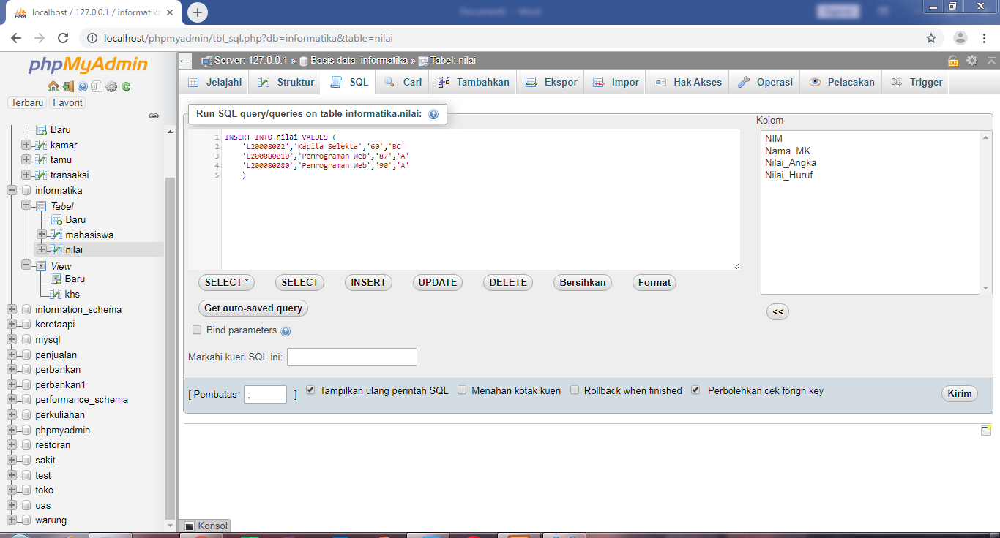 localhost / 127.0.0.1 / informatika
localhost/phpmyadmin/tbl_sql.php?db=informatika&table=nilai
phpMyAdmin
Terbaru Favorit
Baru
kamar
tamu
transaksi
informatika
Tabel
Baru
mahasiswa
nilai
View
Baru
khs
information_schema
keretaapi
mysql
penjualan
perbankan
perbankan1
performance_schema
perkuliahan
phpmyadmin
restoran
sakit
test
toko
uas
warung
Server: 127.0.0.1 » Basis data: informatika » Tabel: nilai
Jelajahi Struktur SQL Cari Tambahkan Ekspor Impor Hak Akses Operasi Pelacakan Trigger
Run SQL query/queries on table informatika.nilai:
1 INSERT INTO nilai VALUES (
2 'L20008002','Kapita Selekta','60','BC'
3 'L200080010','Pemrograman Web','87','A'
4 'L200080080','Pemrograman Web','90','A'
5 )
Kolom
NIM
Nama_MK
Nilai_Angka
Nilai_Huruf
<<
SELECT * SELECT INSERT UPDATE DELETE Bersihkan Format
Get auto-saved query
Bind parameters
Markahi kueri SQL ini:
[ Pembatas ; ] Tampilkan ulang perintah SQL Menahan kotak kueri Rollback when finished Perbolehkan cek forign key Kirim
Konsol